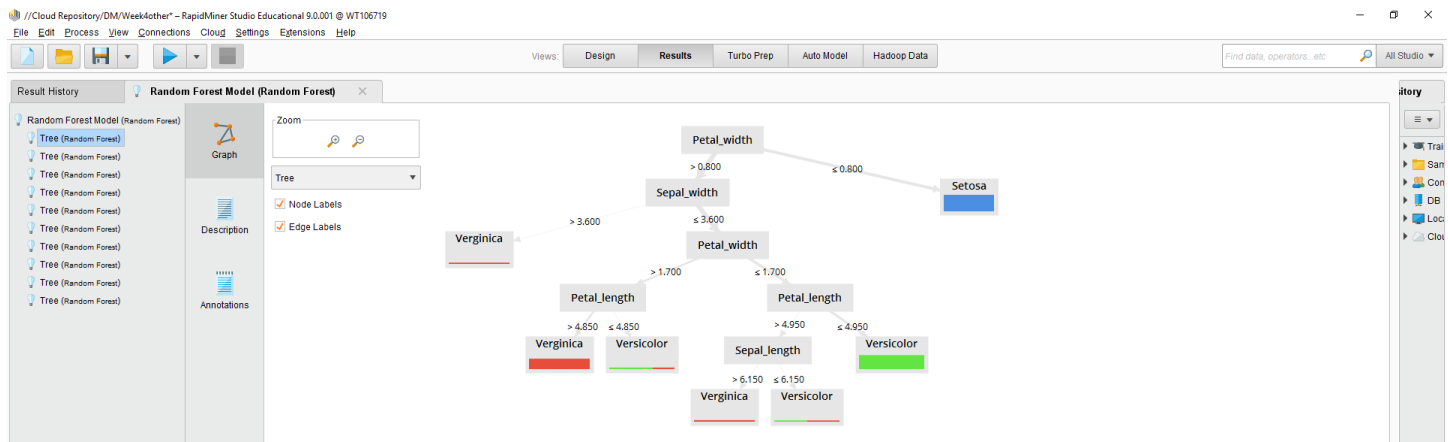 //Cloud Repository/DM/Week4other* – RapidMiner Studio Educational 9.0.001 @ WT106719
File Edit Process View Connections Cloud Settings Extensions Help
Views: Design Results Turbo Prep Auto Model Hadoop Data Find data, operators...etc All Studio
Result History Random Forest Model (Random Forest) itory
Random Forest Model (Random Forest)
Tree (Random Forest)
Tree (Random Forest)
Tree (Random Forest)
Tree (Random Forest)
Tree (Random Forest)
Tree (Random Forest)
Tree (Random Forest)
Tree (Random Forest)
Tree (Random Forest)
Tree (Random Forest)
Graph
Description
Annotations
Zoom
Tree
Node Labels
Edge Labels
Petal_width
> 0.800 ≤ 0.800
Sepal_width Setosa
> 3.600 ≤ 3.600
Verginica Petal_width
> 1.700 ≤ 1.700
Petal_length Petal_length
> 4.850 ≤ 4.850 > 4.950 ≤ 4.950
Verginica Versicolor Sepal_length Versicolor
> 6.150 ≤ 6.150
Verginica Versicolor
Trai
Sam
Con
DB
Loca
Clou